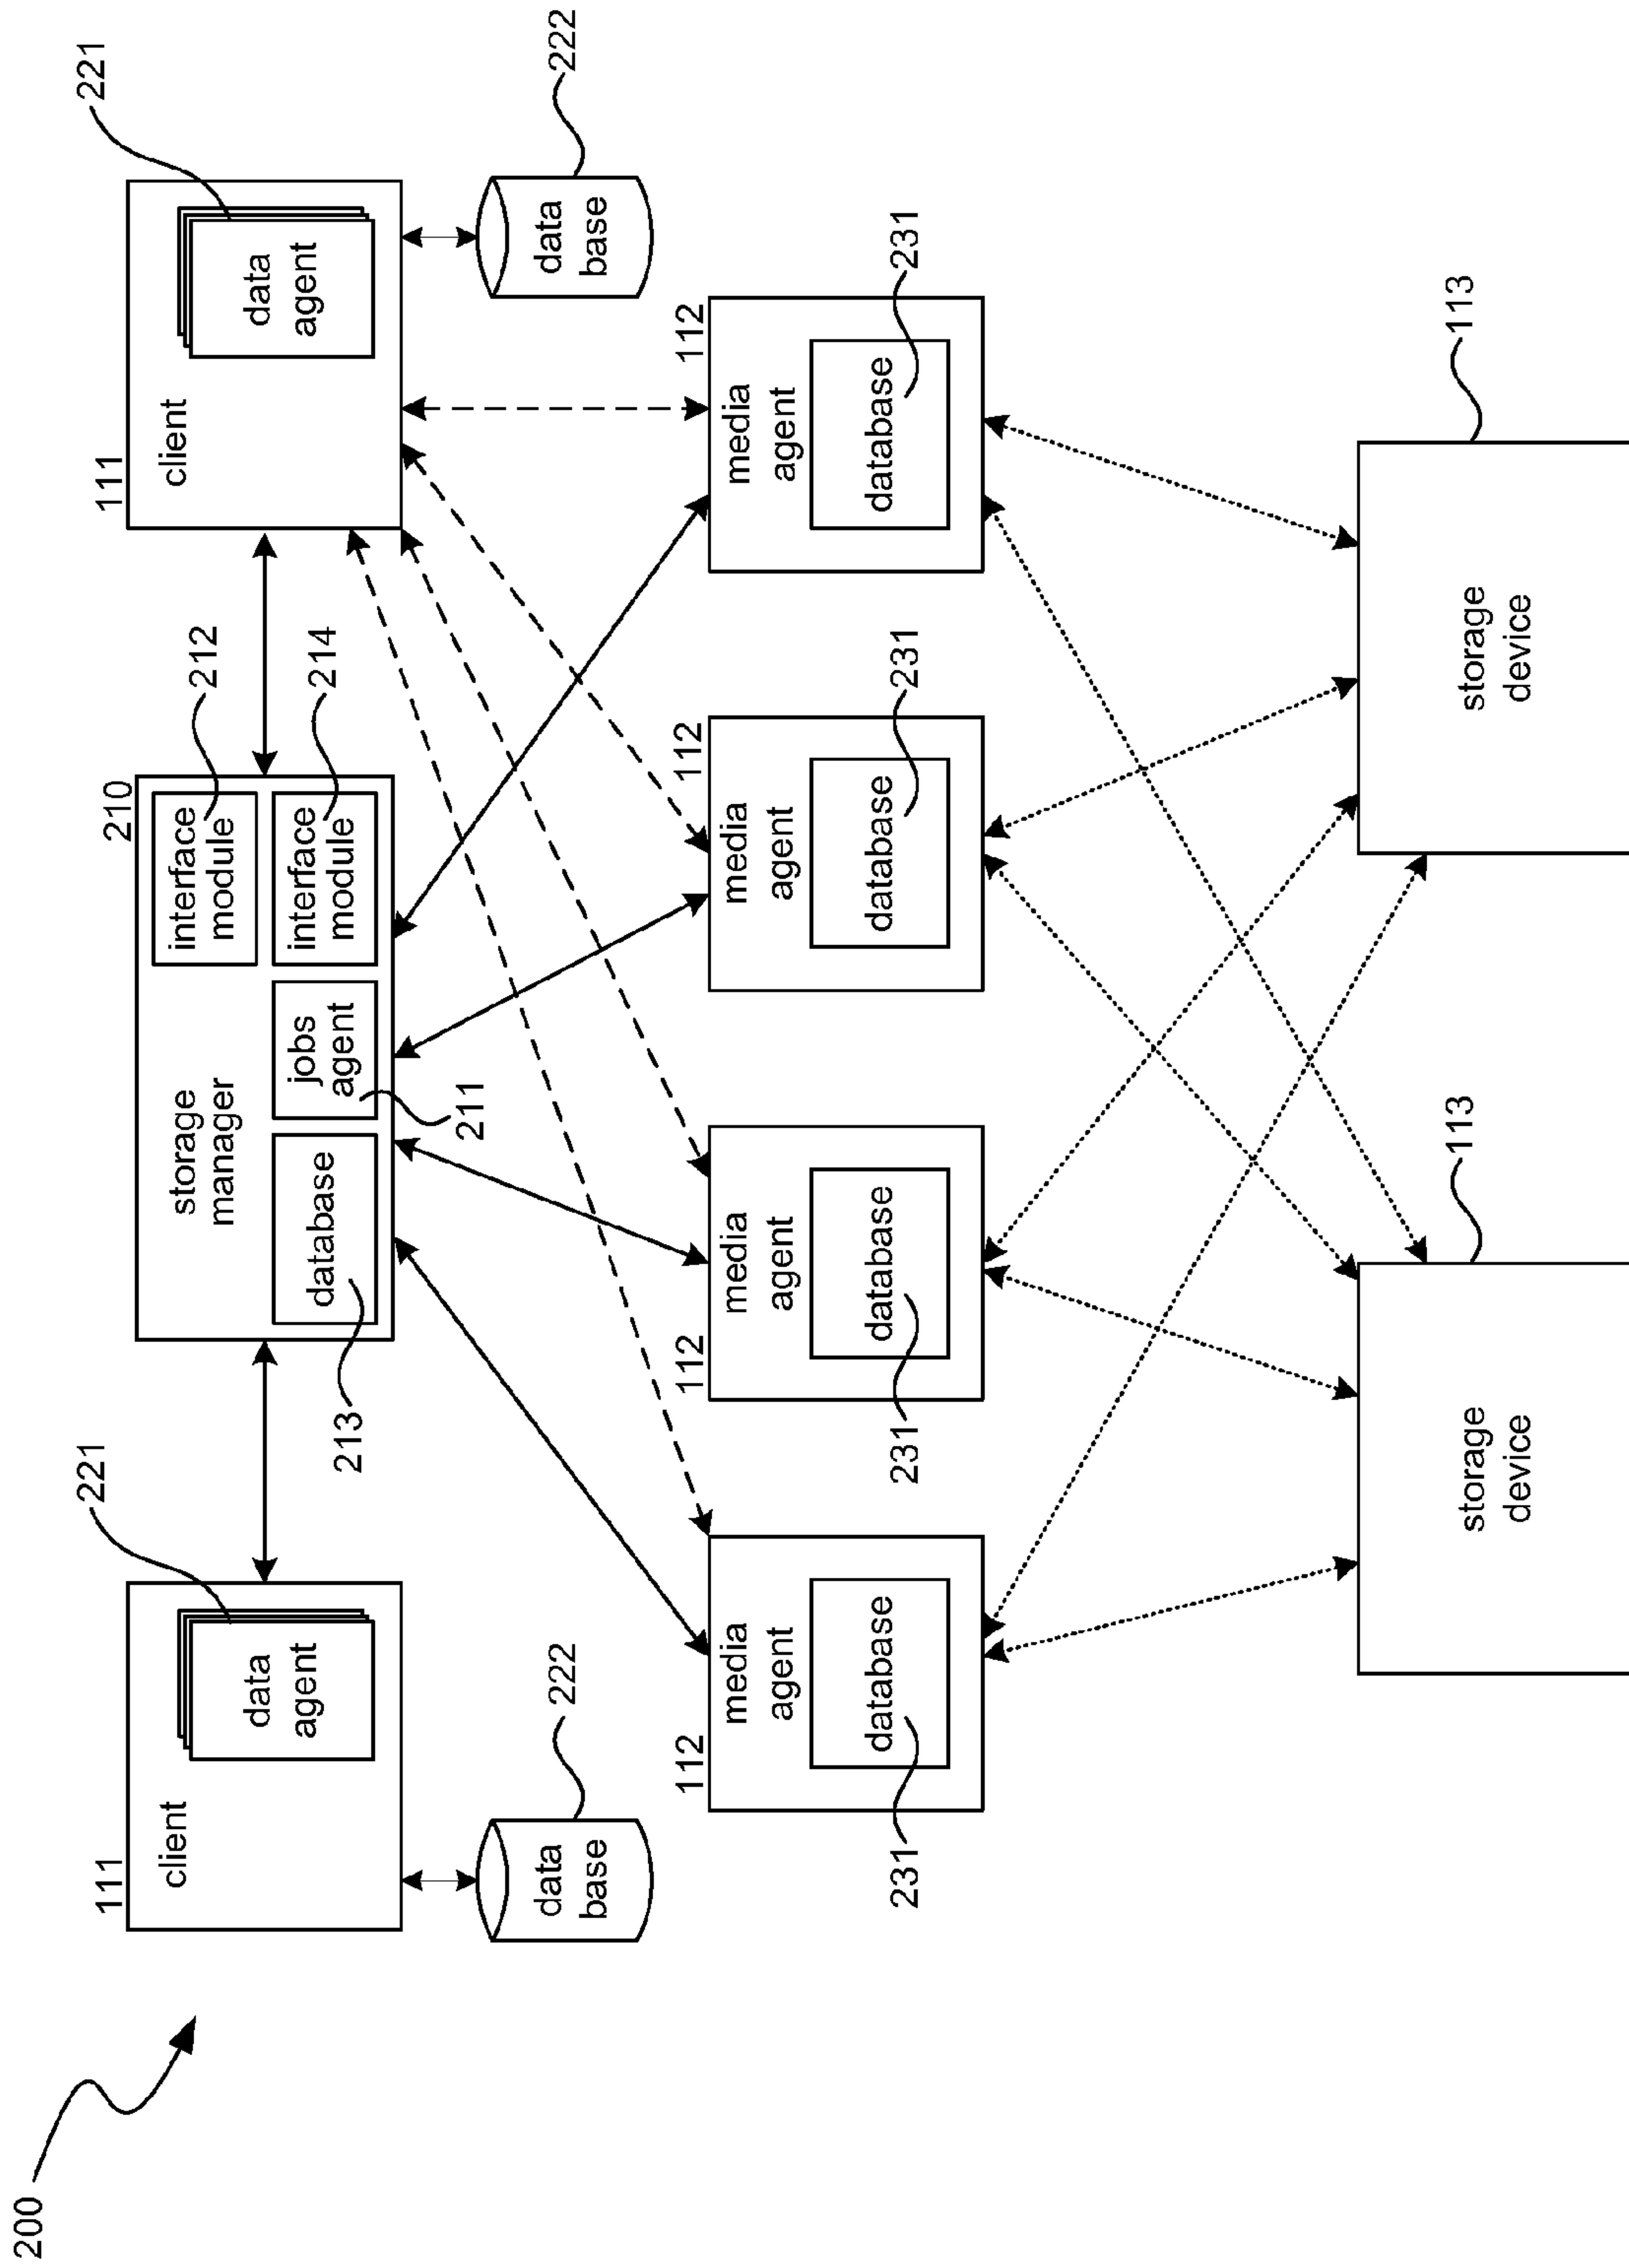 200
111
client
data
agent
221
data
base
222
210
storage
manager
database
213
jobs
agent
211
interface
module
212
interface
module
214
111
client
data
agent
221
data
base
222
112
media
agent
database
231
112
media
agent
database
231
112
media
agent
database
231
112
media
agent
database
231
storage
device
113
storage
device
113